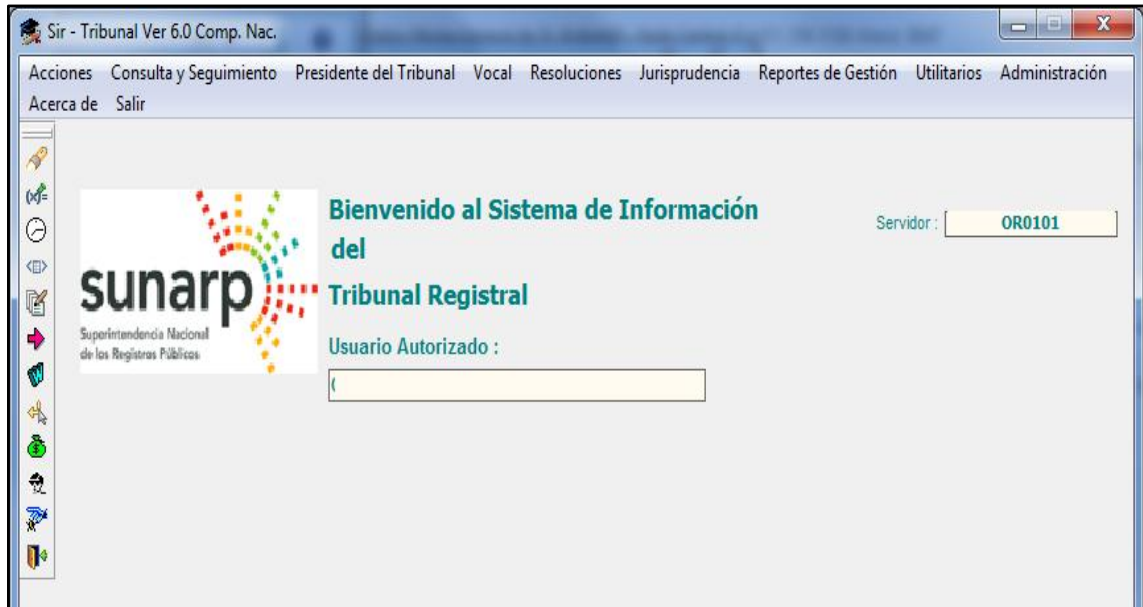 Sir - Tribunal Ver 6.0 Comp. Nac.
Acciones Consulta y Seguimiento Presidente del Tribunal Vocal Resoluciones Jurisprudencia Reportes de Gestión Utilitarios Administración
Acerca de Salir
Bienvenido al Sistema de Información
del
Tribunal Registral
Servidor : OR0101
sunarp
Superintendencia Nacional
de los Registros Públicos
Usuario Autorizado :
(